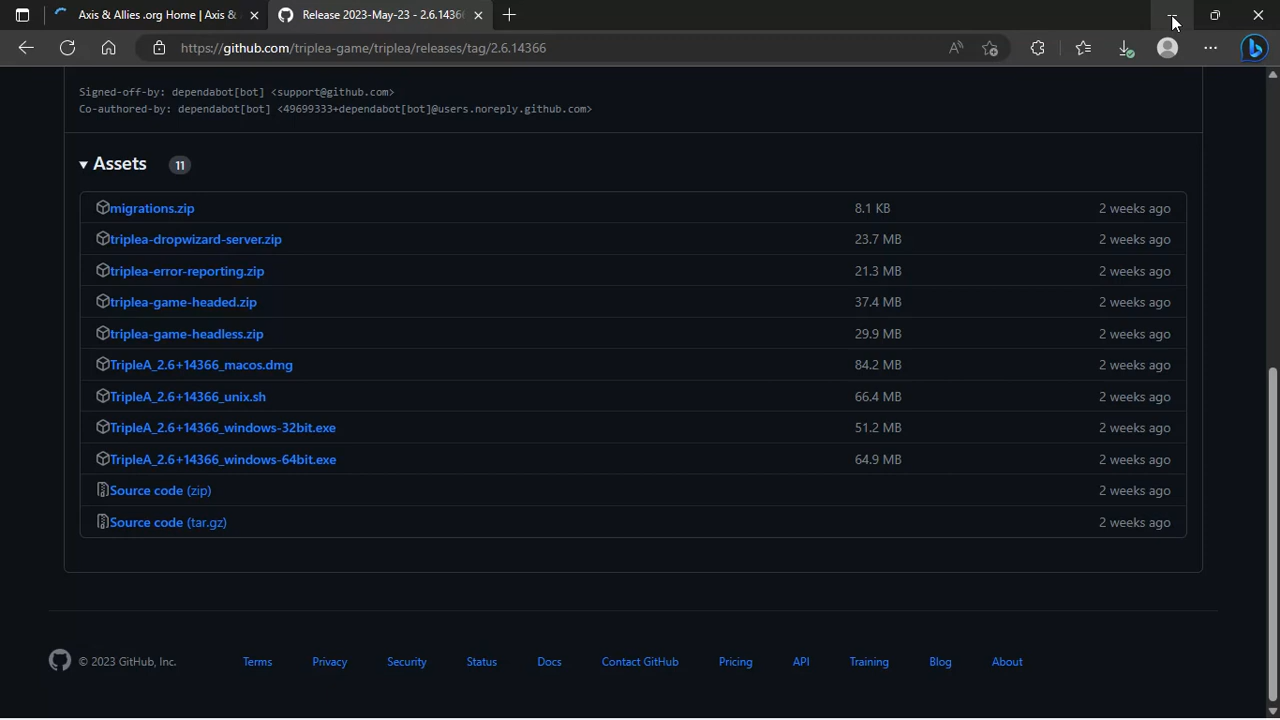 Axis & Allies .org Home | Axis &
Release 2023-May-23 - 2.6.14366
https://github.com/triplea-game/triplea/releases/tag/2.6.14366
Signed-off-by: dependabot[bot] <support@github.com>
Co-authored-by: dependabot[bot] <49699333+dependabot[bot]@users.noreply.github.com>
Assets 11
migrations.zip 8.1 KB 2 weeks ago
triplea-dropwizard-server.zip 23.7 MB 2 weeks ago
triplea-error-reporting.zip 21.3 MB 2 weeks ago
triplea-game-headed.zip 37.4 MB 2 weeks ago
triplea-game-headless.zip 29.9 MB 2 weeks ago
TripleA_2.6+14366_macos.dmg 84.2 MB 2 weeks ago
TripleA_2.6+14366_unix.sh 66.4 MB 2 weeks ago
TripleA_2.6+14366_windows-32bit.exe 51.2 MB 2 weeks ago
TripleA_2.6+14366_windows-64bit.exe 64.9 MB 2 weeks ago
Source code (zip) 2 weeks ago
Source code (tar.gz) 2 weeks ago
© 2023 GitHub, Inc. Terms Privacy Security Status Docs Contact GitHub Pricing API Training Blog About